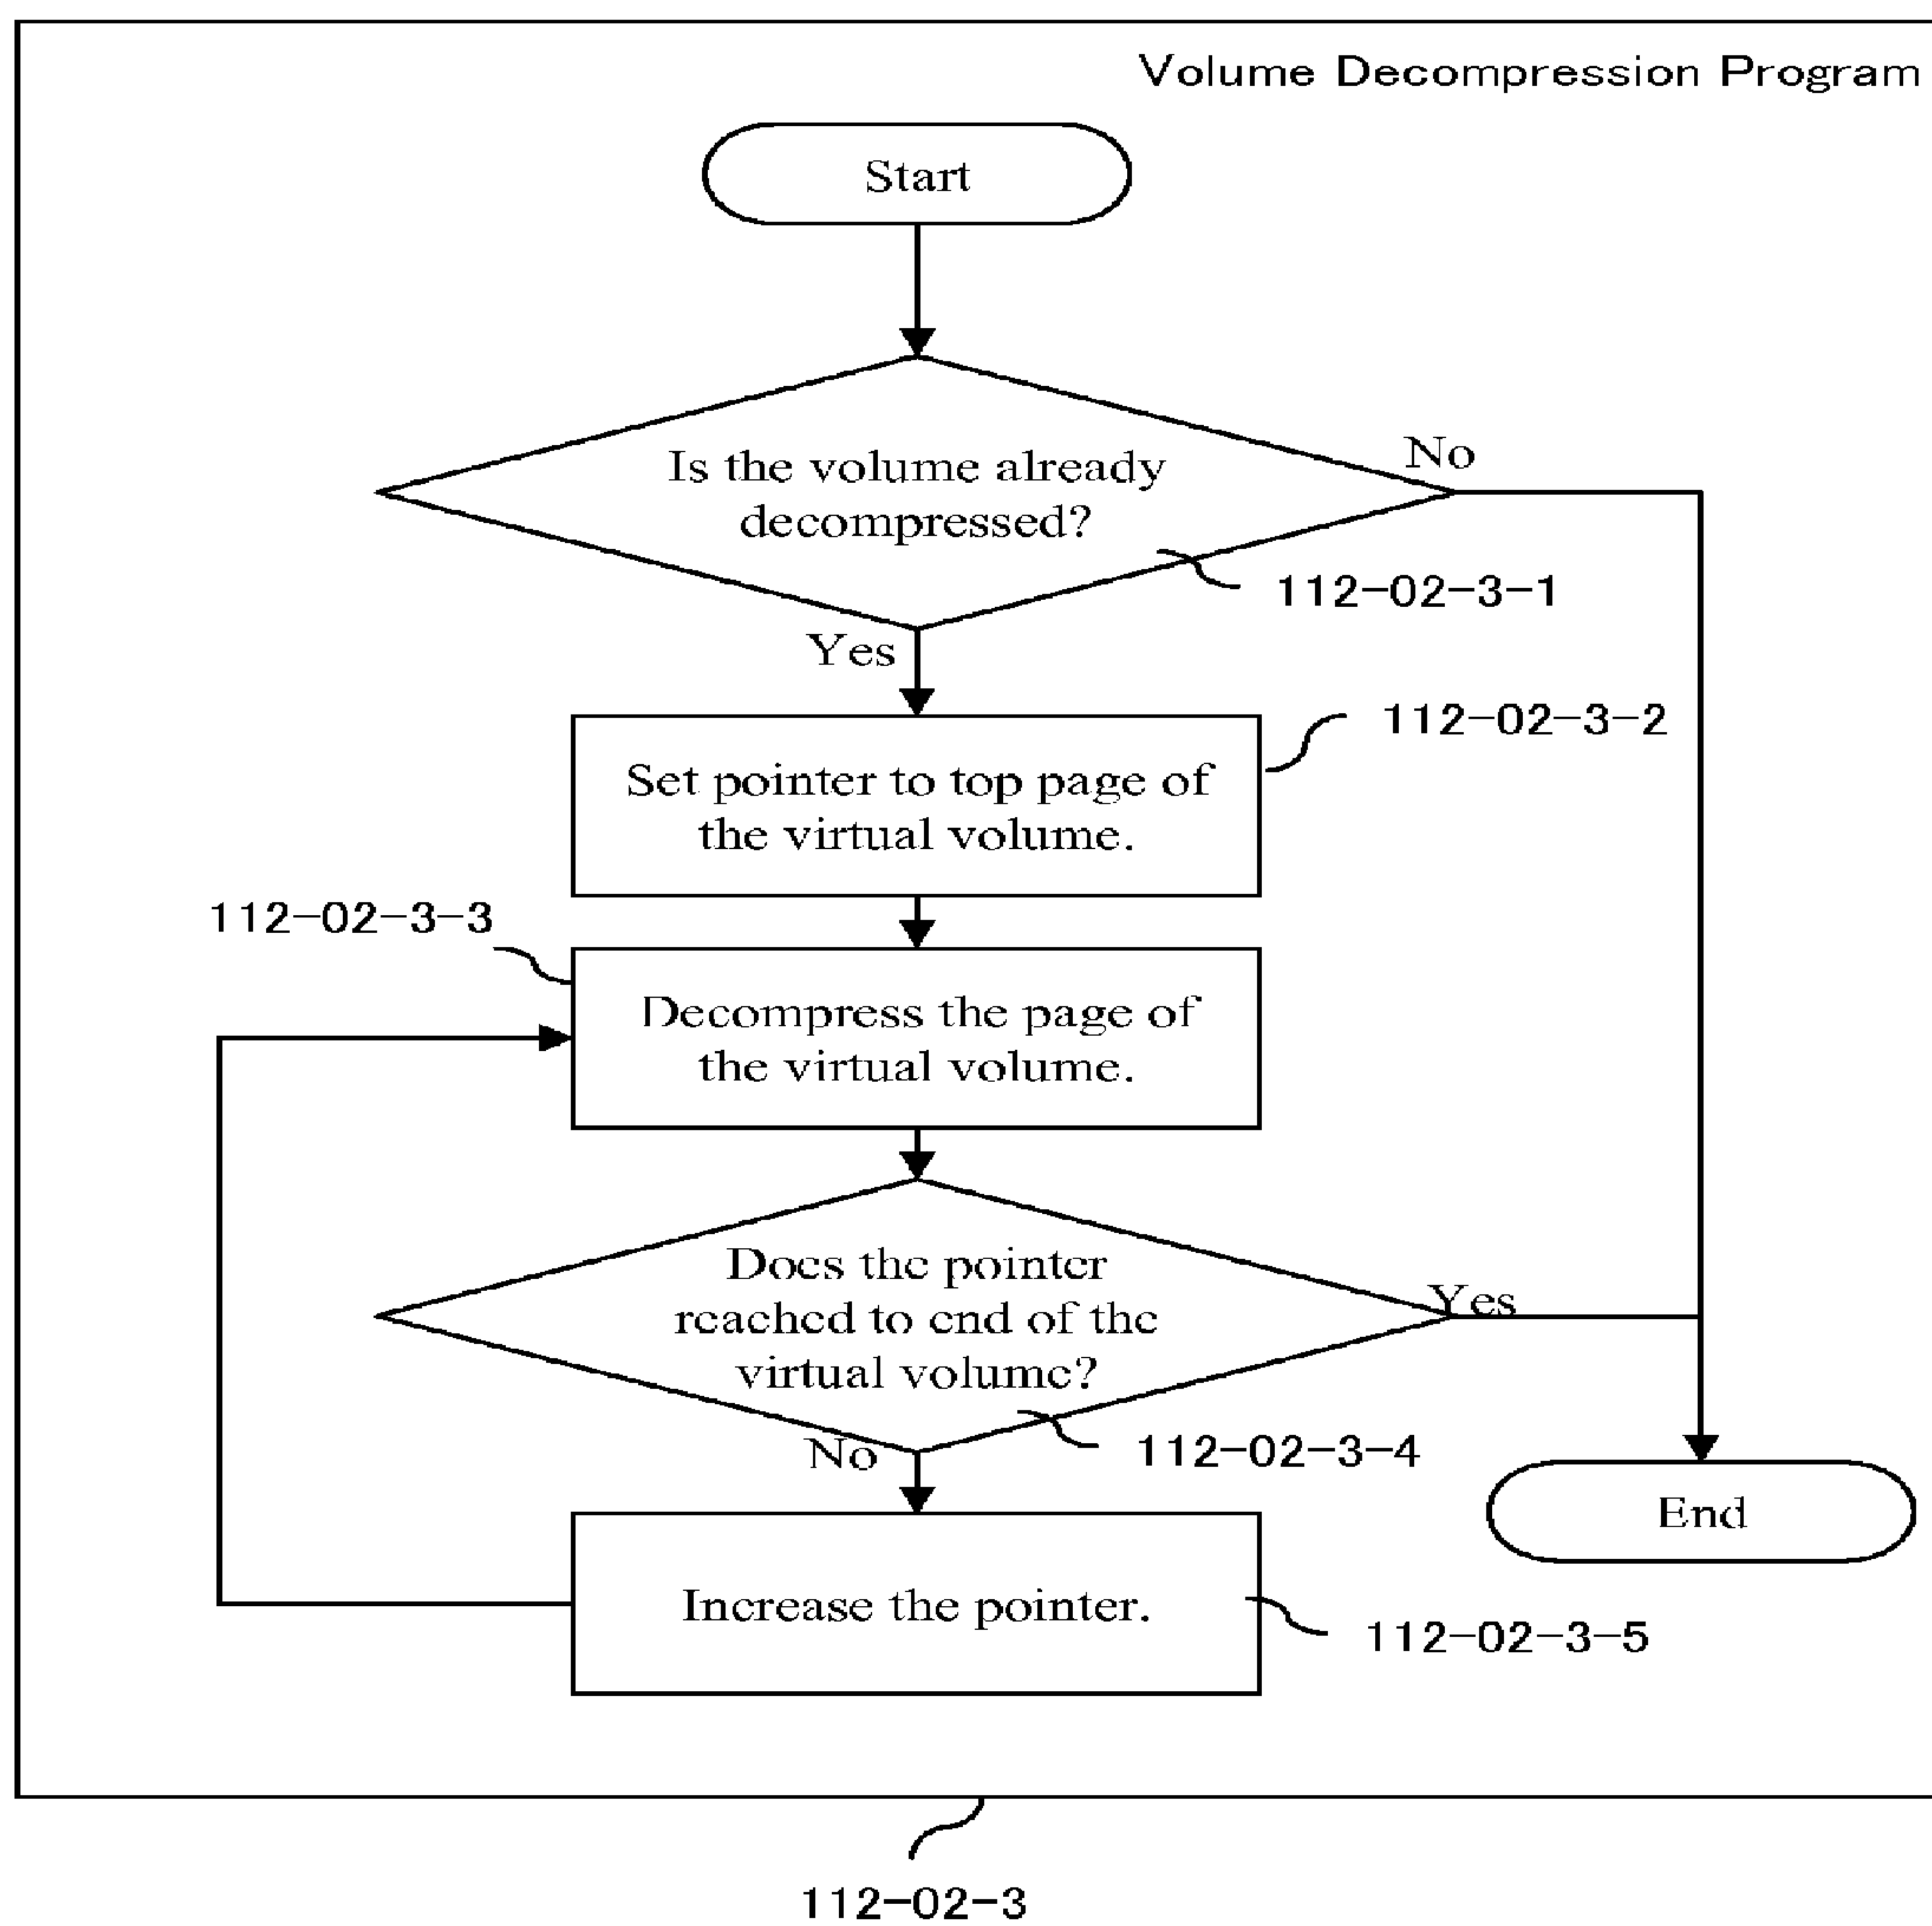 Volume Decompression Program
Start
Is the volume already
decompressed?
No
112-02-3-1
Yes
112-02-3-2
Set pointer to top page of
the virtual volume.
112-02-3-3
Decompress the page of
the virtual volume.
Does the pointer
reached to end of the
virtual volume?
Yes
No
112-02-3-4
End
Increase the pointer.
112-02-3-5
112-02-3